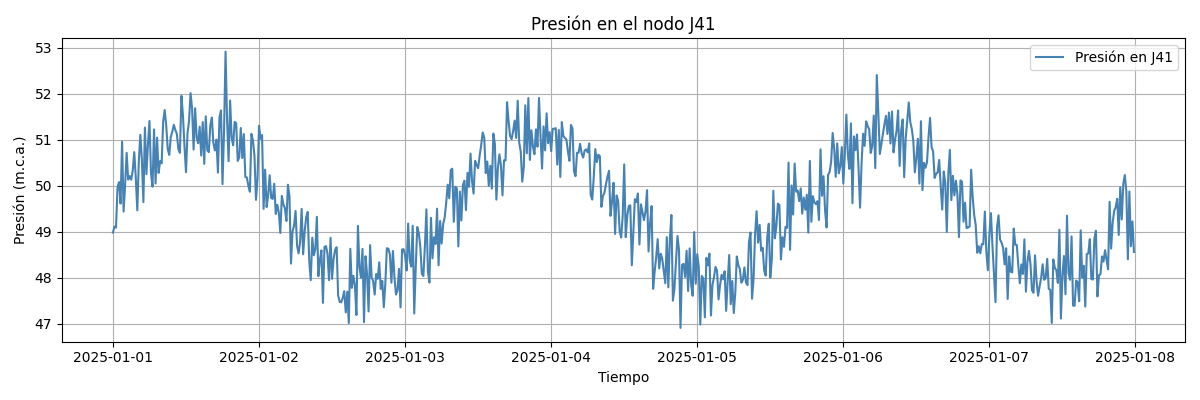 Presión en el nodo J41
Presión en J41
Presión (m.c.a.)
53
52
51
50
49
48
47
2025-01-01 2025-01-02 2025-01-03 2025-01-04 2025-01-05 2025-01-06 2025-01-07 2025-01-08
Tiempo